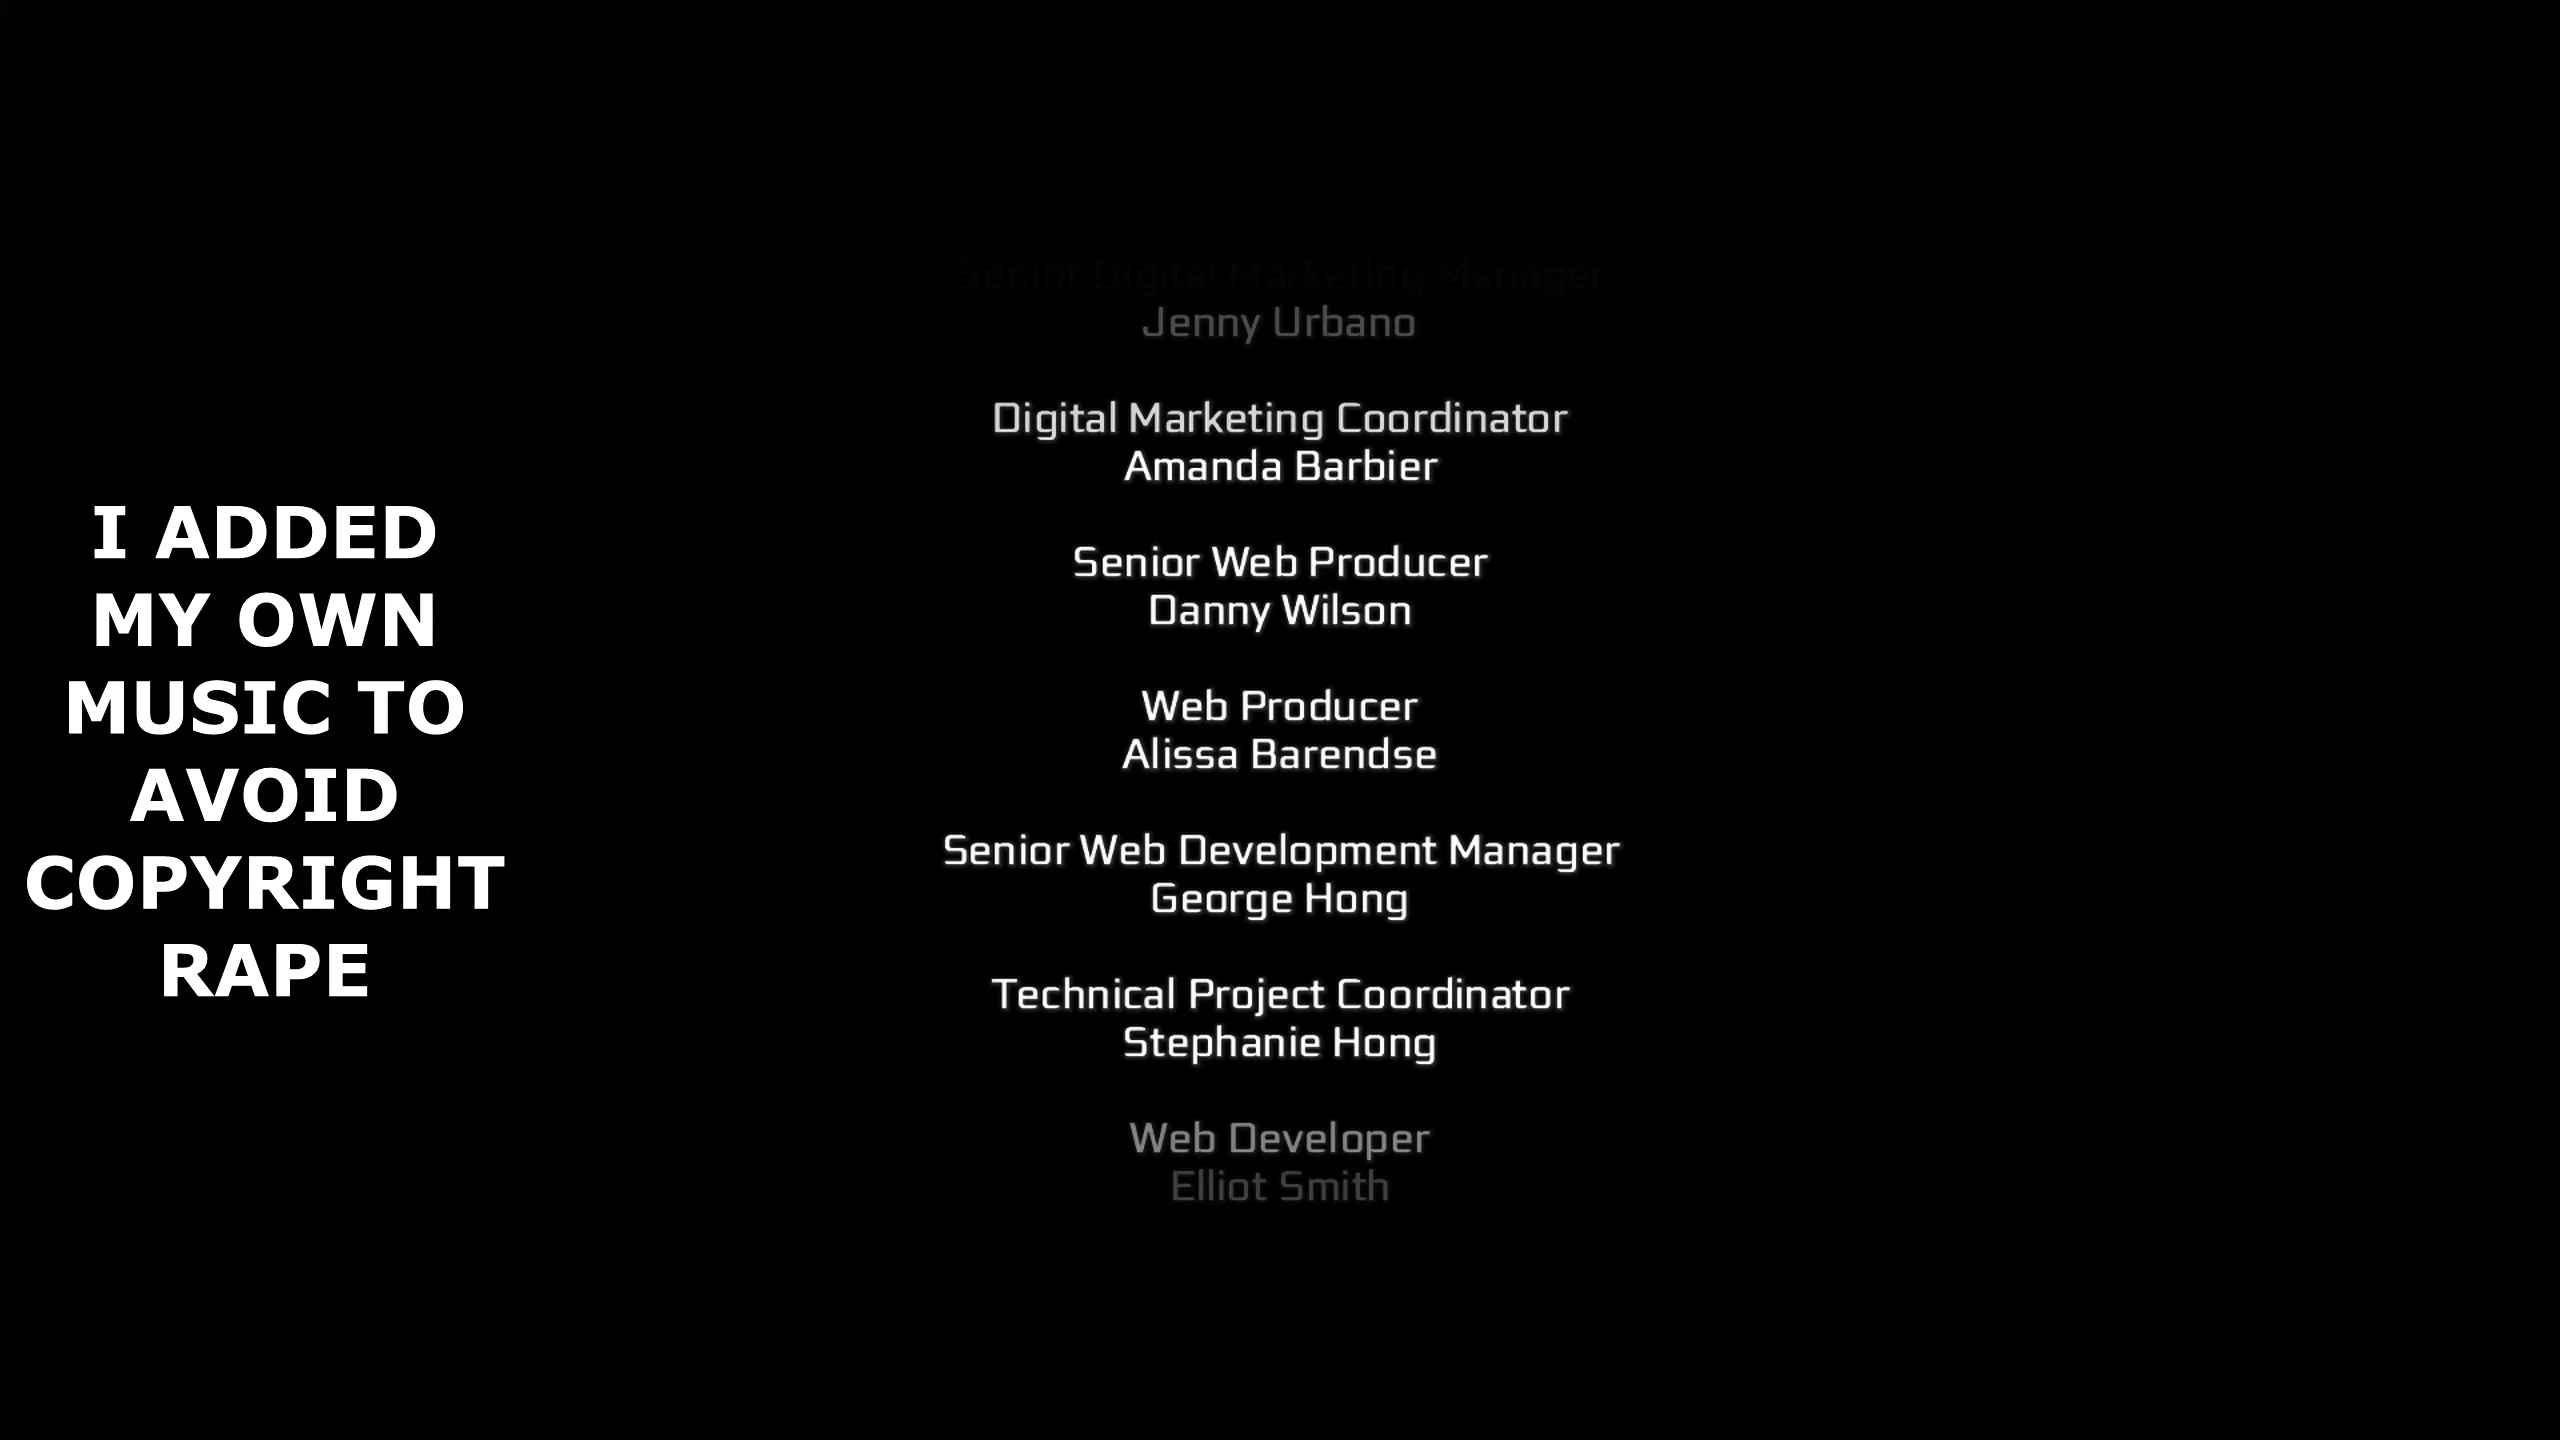 I ADDED
MY OWN
MUSIC TO
AVOID
COPYRIGHT
RAPE
Senior Digital Marketing Manager
Jenny Urbano
Digital Marketing Coordinator
Amanda Barbier
Senior Web Producer
Danny Wilson
Web Producer
Alissa Barendse
Senior Web Development Manager
George Hong
Technical Project Coordinator
Stephanie Hong
Web Developer
Elliot Smith